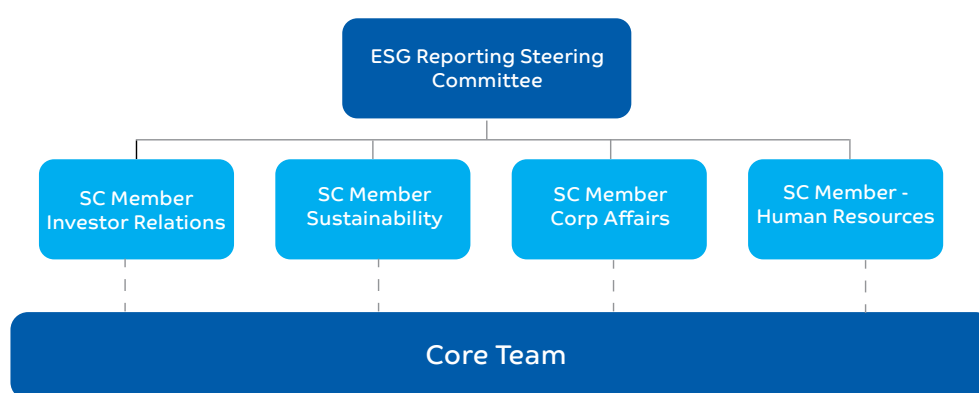 ESG Reporting Steering
Committee
SC Member
Investor Relations
SC Member
Sustainability
SC Member
Corp Affairs
SC Member -
Human Resources
Core Team